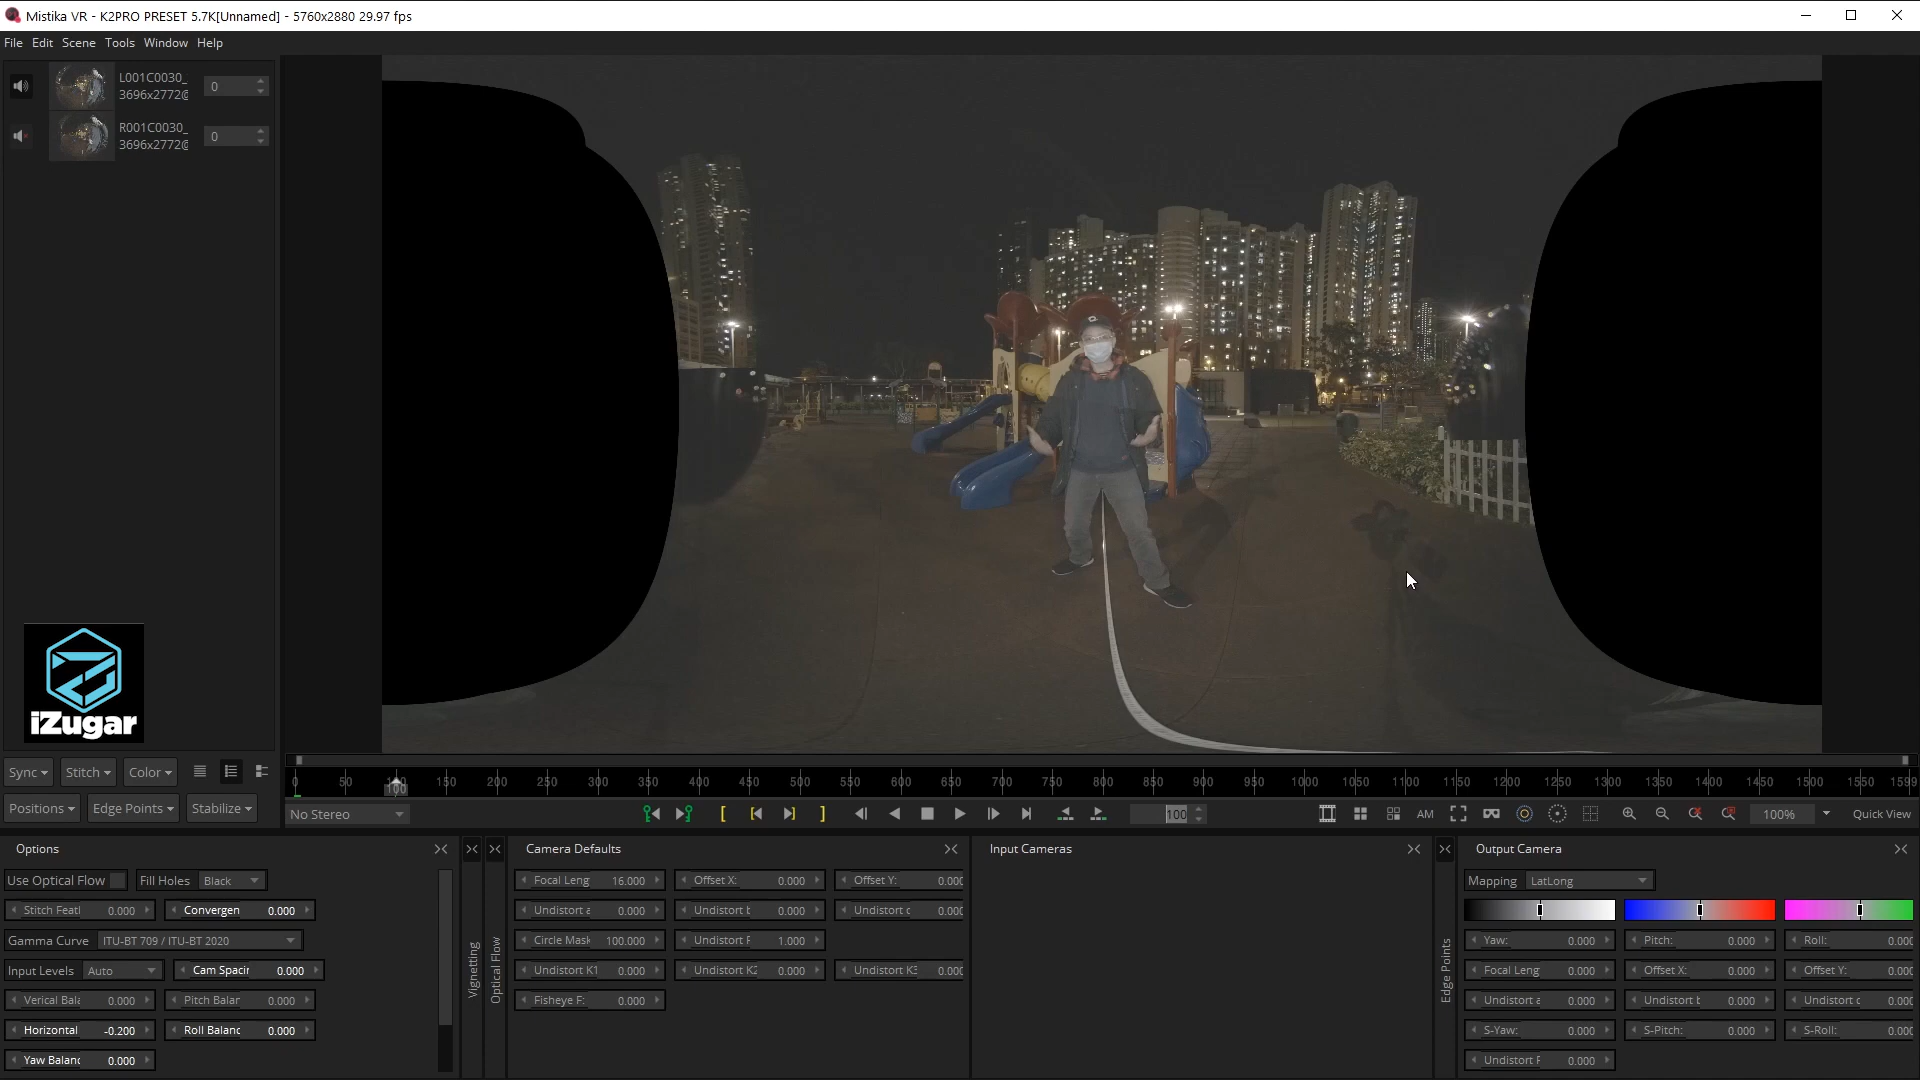 Mistika VR - K2PRO PRESET 5.7K[Unnamed] - 5760x2880 29.97 fps
File Edit Scene Tools Window Help
L001C0030_
3696x2772@
0
R001C0030_
3696x2772@
0
iZugar
Sync Stitch Color
0 50 100 150 200 250 300 350 400 450 500 550 600 650 700 750 800 850 900 950 1000 1050 1100 1150 1200 1250 1300 1350 1400 1450 1500 1550 1599
Positions Edge Points Stabilize
No Stereo
100
AM
100%
Quick View
Options
Use Optical Flow Fill Holes Black
Stitch Featl 0.000 Convergen 0.000
Gamma Curve ITU-BT 709 / ITU-BT 2020
Input Levels Auto Cam Spacir 0.000
Verical Bala 0.000 Pitch Balar 0.000
Horizontal -0.200 Roll Balanc 0.000
Yaw Balanc 0.000
Vignetting
Optical Flow
Camera Defaults
Focal Leng 16.000 Offset X: 0.000 Offset Y: 0.000
Undistort a 0.000 Undistort b 0.000 Undistort c 0.000
Circle Mask 100.000 Undistort F 1.000
Undistort K1 0.000 Undistort K2 0.000 Undistort K3 0.000
Fisheye F: 0.000
Input Cameras
Edge Points
Output Camera
Mapping LatLong
Yaw: 0.000 Pitch: 0.000 Roll: 0.000
Focal Leng 0.000 Offset X: 0.000 Offset Y: 0.000
Undistort a 0.000 Undistort b 0.000 Undistort c 0.000
S-Yaw: 0.000 S-Pitch: 0.000 S-Roll: 0.000
Undistort F 0.000